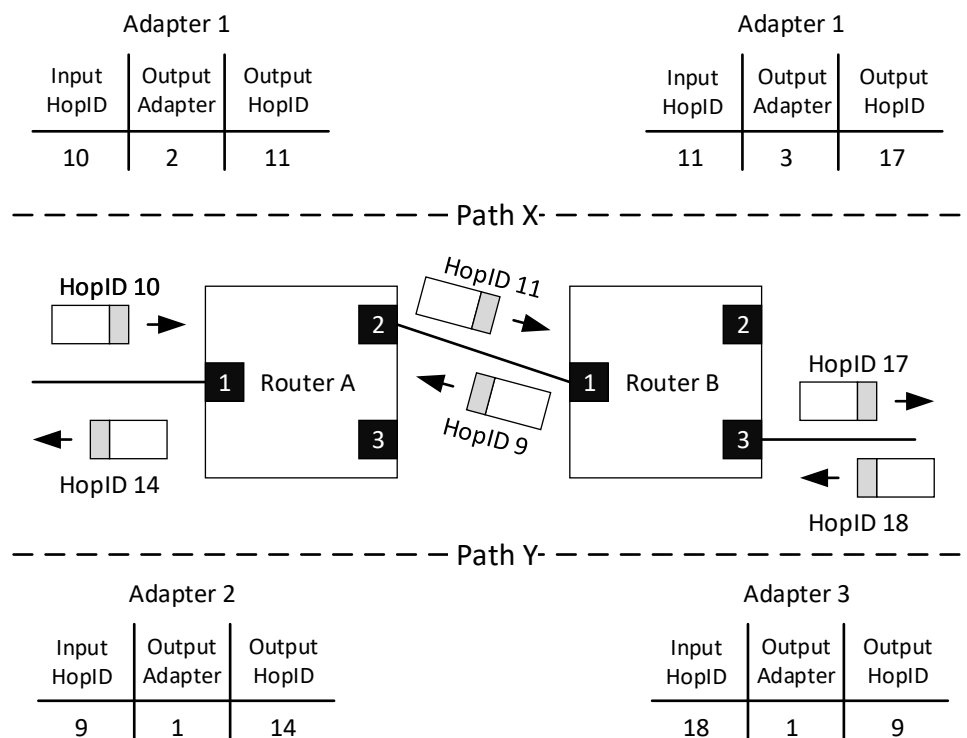 Adapter 1
Adapter 1
Input HopID
Output Adapter
Output HopID
Input HopID
Output Adapter
Output HopID
10 2 11
11 3 17
Path X
HopID 10
HopID 11
2
2
HopID 17
1 Router A
1 Router B
3
3
HopID 9
HopID 14
HopID 18
Path Y
Adapter 2
Adapter 3
Input HopID
Output Adapter
Output HopID
Input HopID
Output Adapter
Output HopID
9 1 14
18 1 9